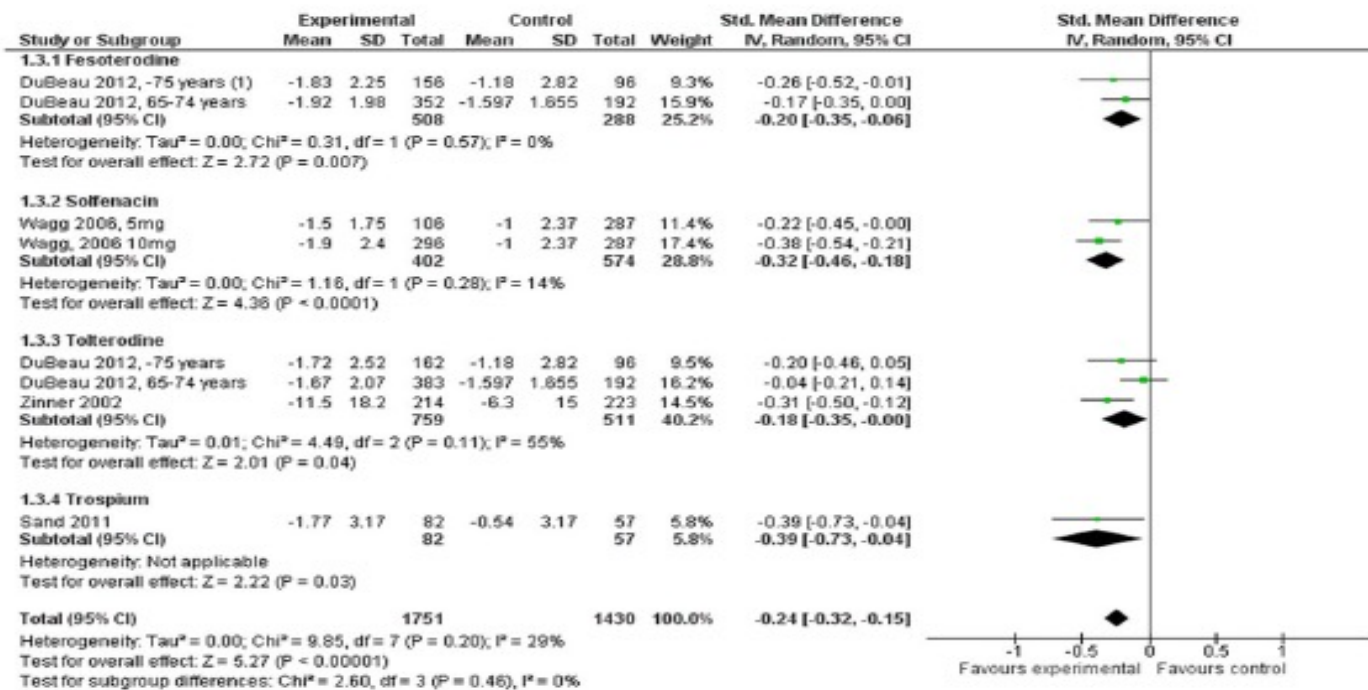 Experimental Control Std. Mean Difference Std. Mean Difference
Study or Subgroup Mean SD Total Mean SD Total Weight IV, Random, 95% CI IV, Random, 95% CI
1.3.1 Fesoterodine
DuBeau 2012, -75 years (1) -1.83 2.25 156 -1.18 2.82 96 9.3% -0.26 [-0.52, -0.01]
DuBeau 2012, 65-74 years -1.92 1.98 352 -1.597 1.655 192 15.9% -0.17 [-0.35, 0.00]
Subtotal (95% CI) 508 288 25.2% -0.20 [-0.35, -0.06]
Heterogeneity: Tau² = 0.00; Chi² = 0.31, df = 1 (P = 0.57); I² = 0%
Test for overall effect: Z = 2.72 (P = 0.007)
1.3.2 Solfenacin
Wagg 2006, 5mg -1.5 1.75 106 -1 2.37 287 11.4% -0.22 [-0.45, -0.00]
Wagg, 2006 10mg -1.9 2.4 296 -1 2.37 287 17.4% -0.38 [-0.54, -0.21]
Subtotal (95% CI) 402 574 28.8% -0.32 [-0.46, -0.18]
Heterogeneity: Tau² = 0.00; Chi² = 1.16, df = 1 (P = 0.28); I² = 14%
Test for overall effect: Z = 4.36 (P < 0.0001)
1.3.3 Tolterodine
DuBeau 2012, -75 years -1.72 2.52 162 -1.18 2.82 96 9.5% -0.20 [-0.46, 0.05]
DuBeau 2012, 65-74 years -1.67 2.07 383 -1.597 1.655 192 16.2% -0.04 [-0.21, 0.14]
Zinner 2002 -11.5 18.2 214 -6.3 15 223 14.5% -0.31 [-0.50, -0.12]
Subtotal (95% CI) 759 511 40.2% -0.18 [-0.35, -0.00]
Heterogeneity: Tau² = 0.01; Chi² = 4.49, df = 2 (P = 0.11); I² = 55%
Test for overall effect: Z = 2.01 (P = 0.04)
1.3.4 Trospium
Sand 2011 -1.77 3.17 82 -0.54 3.17 57 5.8% -0.39 [-0.73, -0.04]
Subtotal (95% CI) 82 57 5.8% -0.39 [-0.73, -0.04]
Heterogeneity: Not applicable
Test for overall effect: Z = 2.22 (P = 0.03)
Total (95% CI) 1751 1430 100.0% -0.24 [-0.32, -0.15]
Heterogeneity: Tau² = 0.00; Chi² = 9.85, df = 7 (P = 0.20); I² = 29%
Test for overall effect: Z = 5.27 (P < 0.00001)
Test for subgroup differences: Chi² = 2.60, df = 3 (P = 0.46), I² = 0%
-1 -0.5 0 0.5 1
Favours experimental Favours control